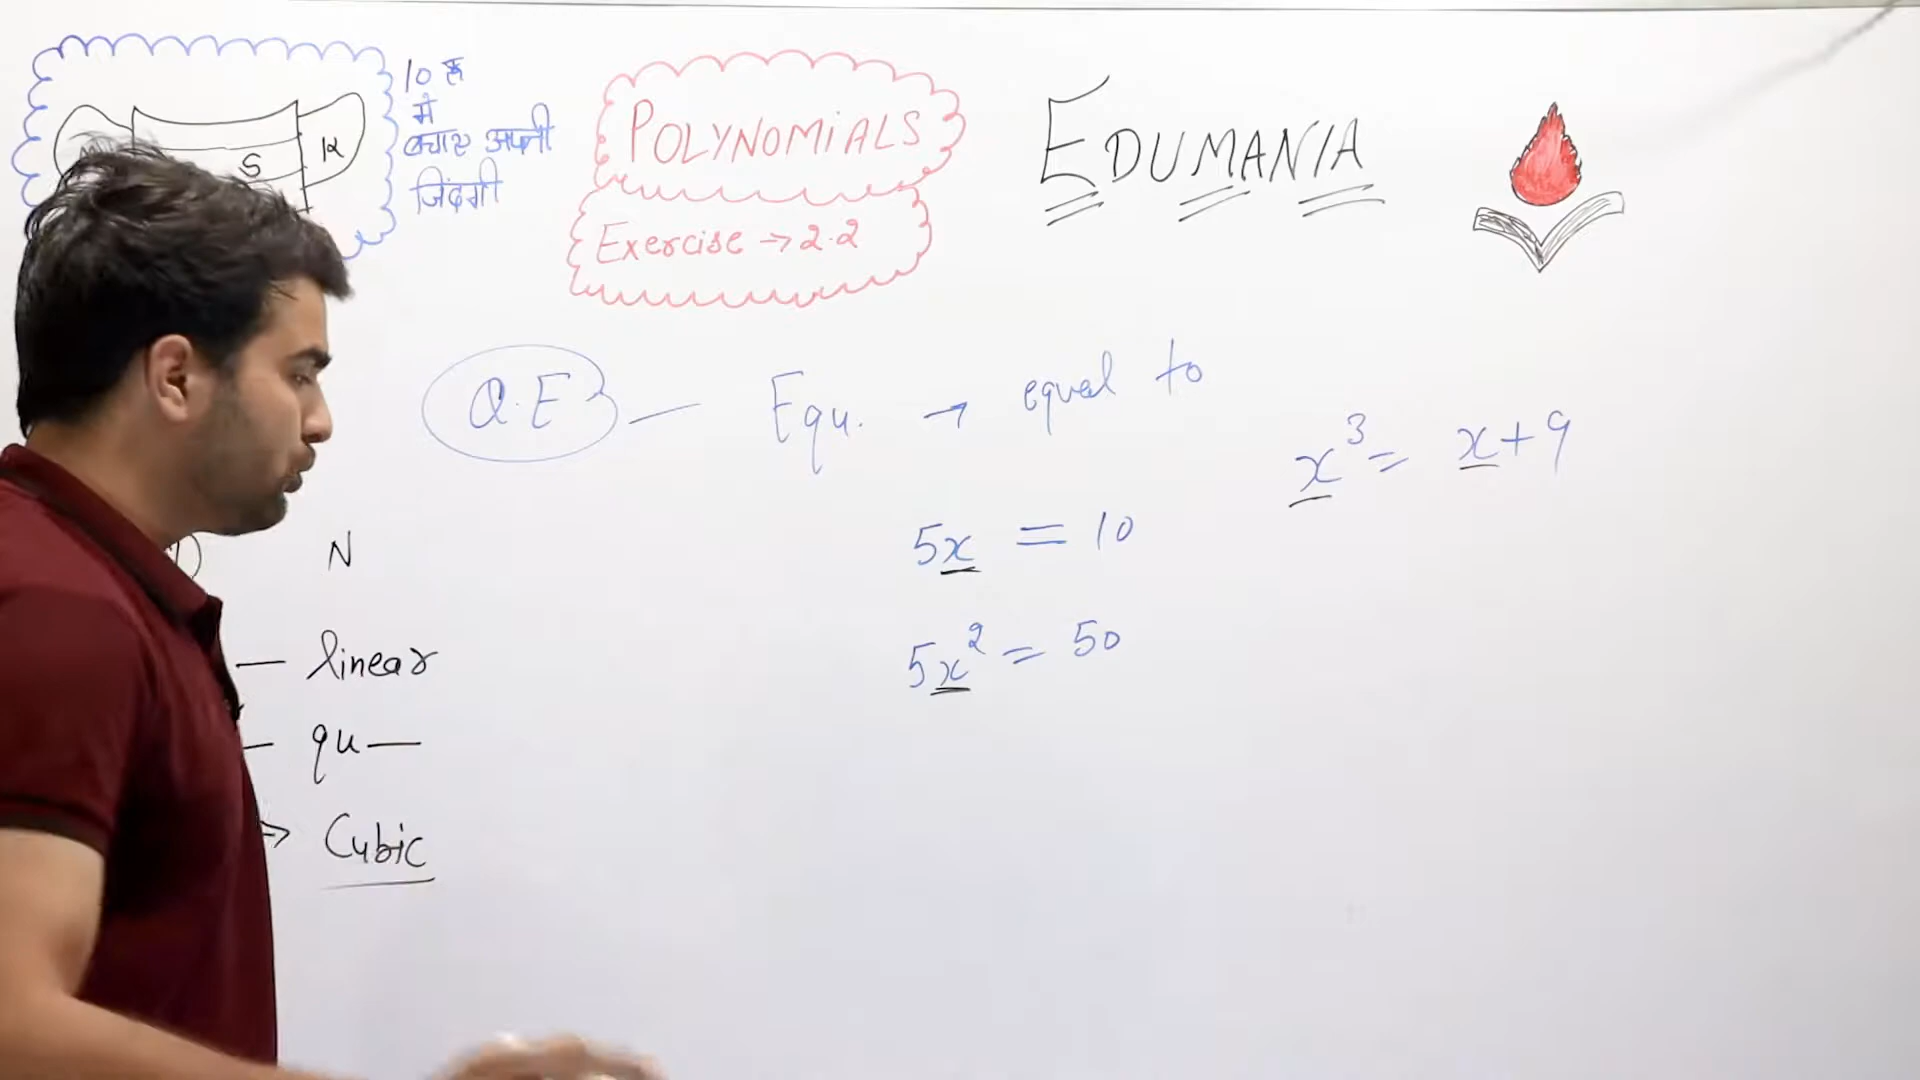 S R
10 रु
में
बचाए अपनी
जिंदगी
POLYNOMIALS
Exercise → 2.2
EDUMANIA
Q.E — Equ. → equal to
x³ = x + 9
5x = 10
5x² = 50
N
— linear
— qu —
→ Cubic